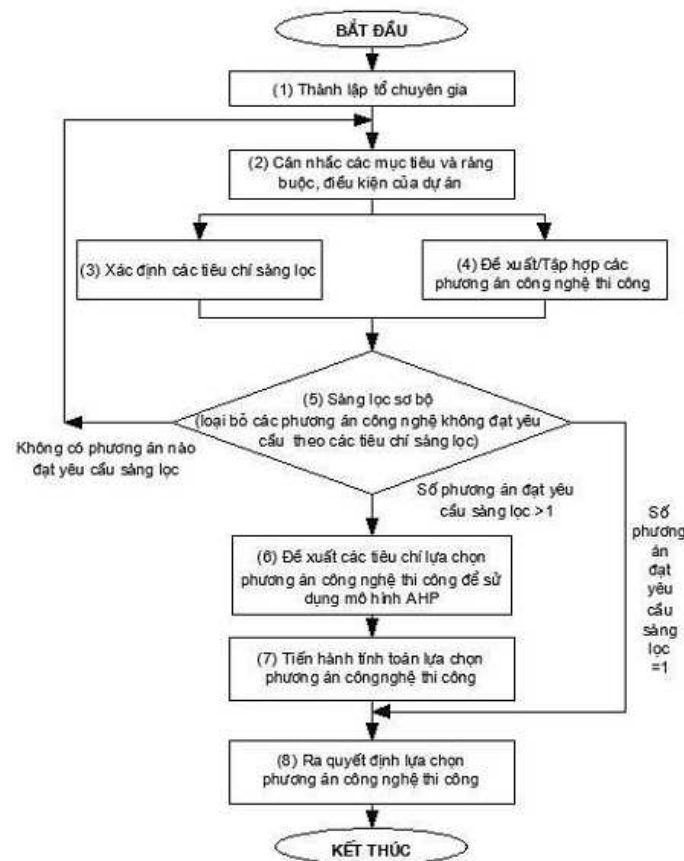 BẮT ĐẦU
(1) Thành lập tổ chuyên gia
(2) Cân nhắc các mục tiêu và ràng
buộc, điều kiện của dự án
(3) Xác định các tiêu chí sàng lọc
(4) Đề xuất/Tập hợp các
phương án công nghệ thi công
(5) Sàng lọc sơ bộ
(loại bỏ các phương án công nghệ không đạt yêu
cầu theo các tiêu chí sàng lọc)
Không có phương án nào
đạt yêu cầu sàng lọc
Số phương án đạt yêu
cầu sàng lọc >1
Số
phương
án
đạt
yêu
cầu
sàng
lọc
=1
(6) Đề xuất các tiêu chí lựa chọn
phương án công nghệ thi công để sử
dụng mô hình AHP
(7) Tiến hành tính toán lựa chọn
phương án côngnghệ thi công
(8) Ra quyết định lựa chọn
phương án công nghệ thi công
KẾT THÚC